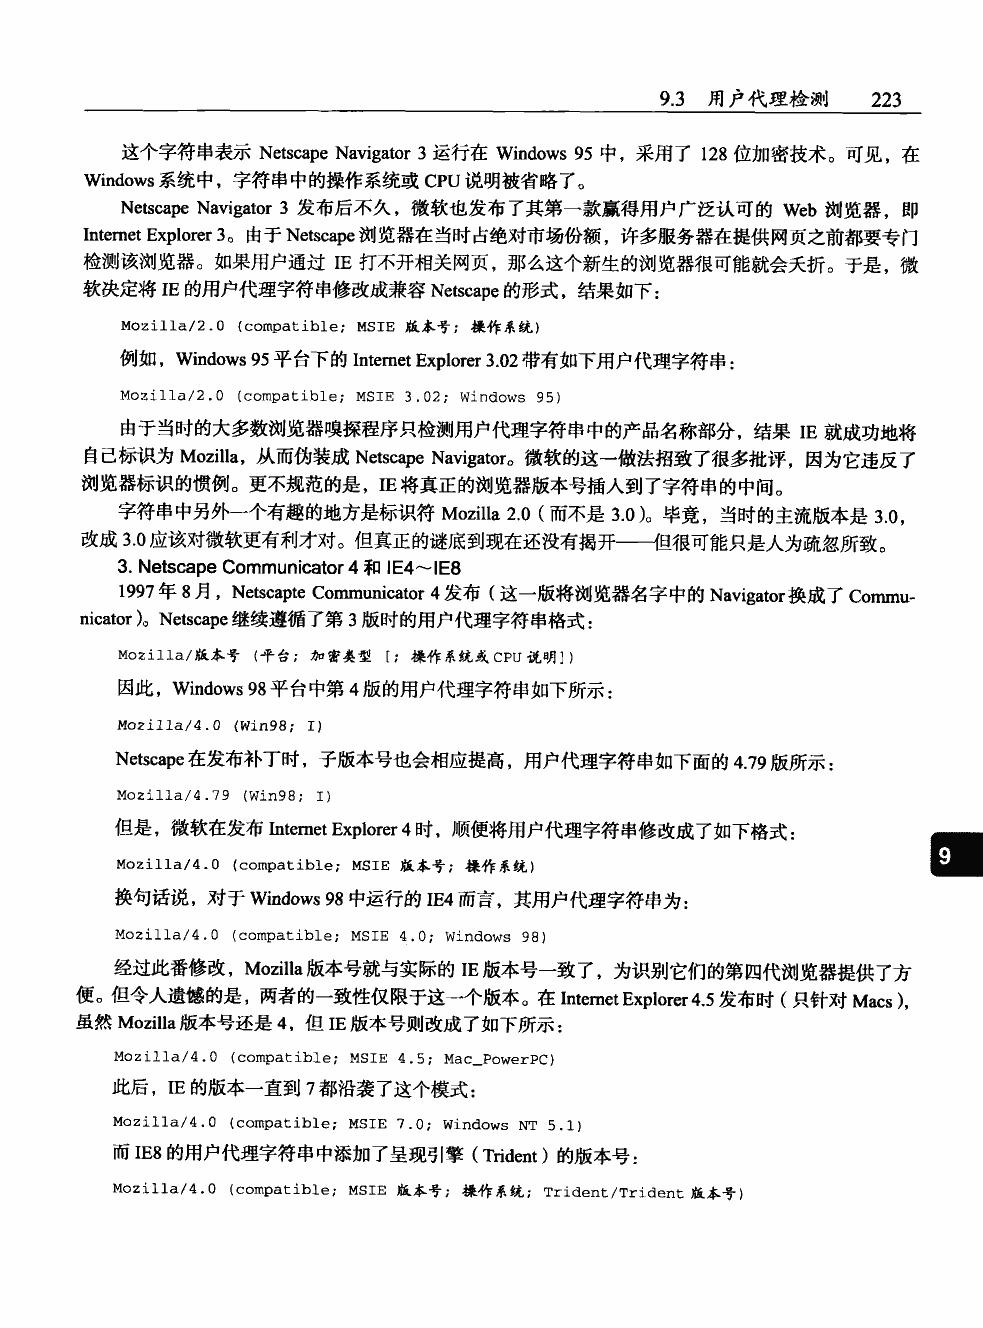 9.3 用户代理检测 223
这个字符串表示 Netscape Navigator 3 运行在 Windows 95 中，采用了 128 位加密技术。可见，在
Windows 系统中，字符串中的操作系统或 CPU 说明被省略了。
Netscape Navigator 3 发布后不久，微软也发布了其第一款赢得用户广泛认可的 Web 浏览器，即
Internet Explorer 3。由于 Netscape 浏览器在当时占绝对市场份额，许多服务器在提供网页之前都要专门
检测该浏览器。如果用户通过 IE 打不开相关网页，那么这个新生的浏览器很可能就会夭折。于是，微
软决定将 IE 的用户代理字符串修改成兼容 Netscape 的形式，结果如下：
Mozilla/2.0 (compatible; MSIE 版本号; 操作系统)
例如，Windows 95 平台下的 Internet Explorer 3.02 带有如下用户代理字符串：
Mozilla/2.0 (compatible; MSIE 3.02; Windows 95)
由于当时的大多数浏览器嗅探程序只检测用户代理字符串中的产品名称部分，结果 IE 就成功地将
自己标识为 Mozilla，从而伪装成 Netscape Navigator。微软的这一做法招致了很多批评，因为它违反了
浏览器标识的惯例。更不规范的是，IE 将真正的浏览器版本号插入到了字符串的中间。
字符串中另外一个有趣的地方是标识符 Mozilla 2.0（而不是 3.0）。毕竟，当时的主流版本是 3.0，
改成 3.0 应该对微软更有利才对。但真正的谜底到现在还没有揭开——但很可能只是人为疏忽所致。
3. Netscape Communicator 4 和 IE4～IE8
1997 年 8 月，Netscapte Communicator 4 发布（这一版将浏览器名字中的 Navigator 换成了 Commu-
nicator）。Netscape 继续遵循了第 3 版时的用户代理字符串格式：
Mozilla/版本号 (平台; 加密类型 [; 操作系统或 CPU 说明])
因此，Windows 98 平台中第 4 版的用户代理字符串如下所示：
Mozilla/4.0 (Win98; I)
Netscape 在发布补丁时，子版本号也会相应提高，用户代理字符串如下面的 4.79 版所示：
Mozilla/4.79 (Win98; I)
但是，微软在发布 Internet Explorer 4 时，顺便将用户代理字符串修改成了如下格式：
Mozilla/4.0 (compatible; MSIE 版本号; 操作系统)
9
换句话说，对于 Windows 98 中运行的 IE4 而言，其用户代理字符串为：
Mozilla/4.0 (compatible; MSIE 4.0; Windows 98)
经过此番修改，Mozilla 版本号就与实际的 IE 版本号一致了，为识别它们的第四代浏览器提供了方
便。但令人遗憾的是，两者的一致性仅限于这一个版本。在 Internet Explorer 4.5 发布时（只针对 Macs），
虽然 Mozilla 版本号还是 4，但 IE 版本号则改成了如下所示：
Mozilla/4.0 (compatible; MSIE 4.5; Mac_PowerPC)
此后，IE 的版本一直到 7 都沿袭了这个模式：
Mozilla/4.0 (compatible; MSIE 7.0; Windows NT 5.1)
而 IE8 的用户代理字符串中添加了呈现引擎（Trident）的版本号：
Mozilla/4.0 (compatible; MSIE 版本号; 操作系统; Trident/Trident 版本号)